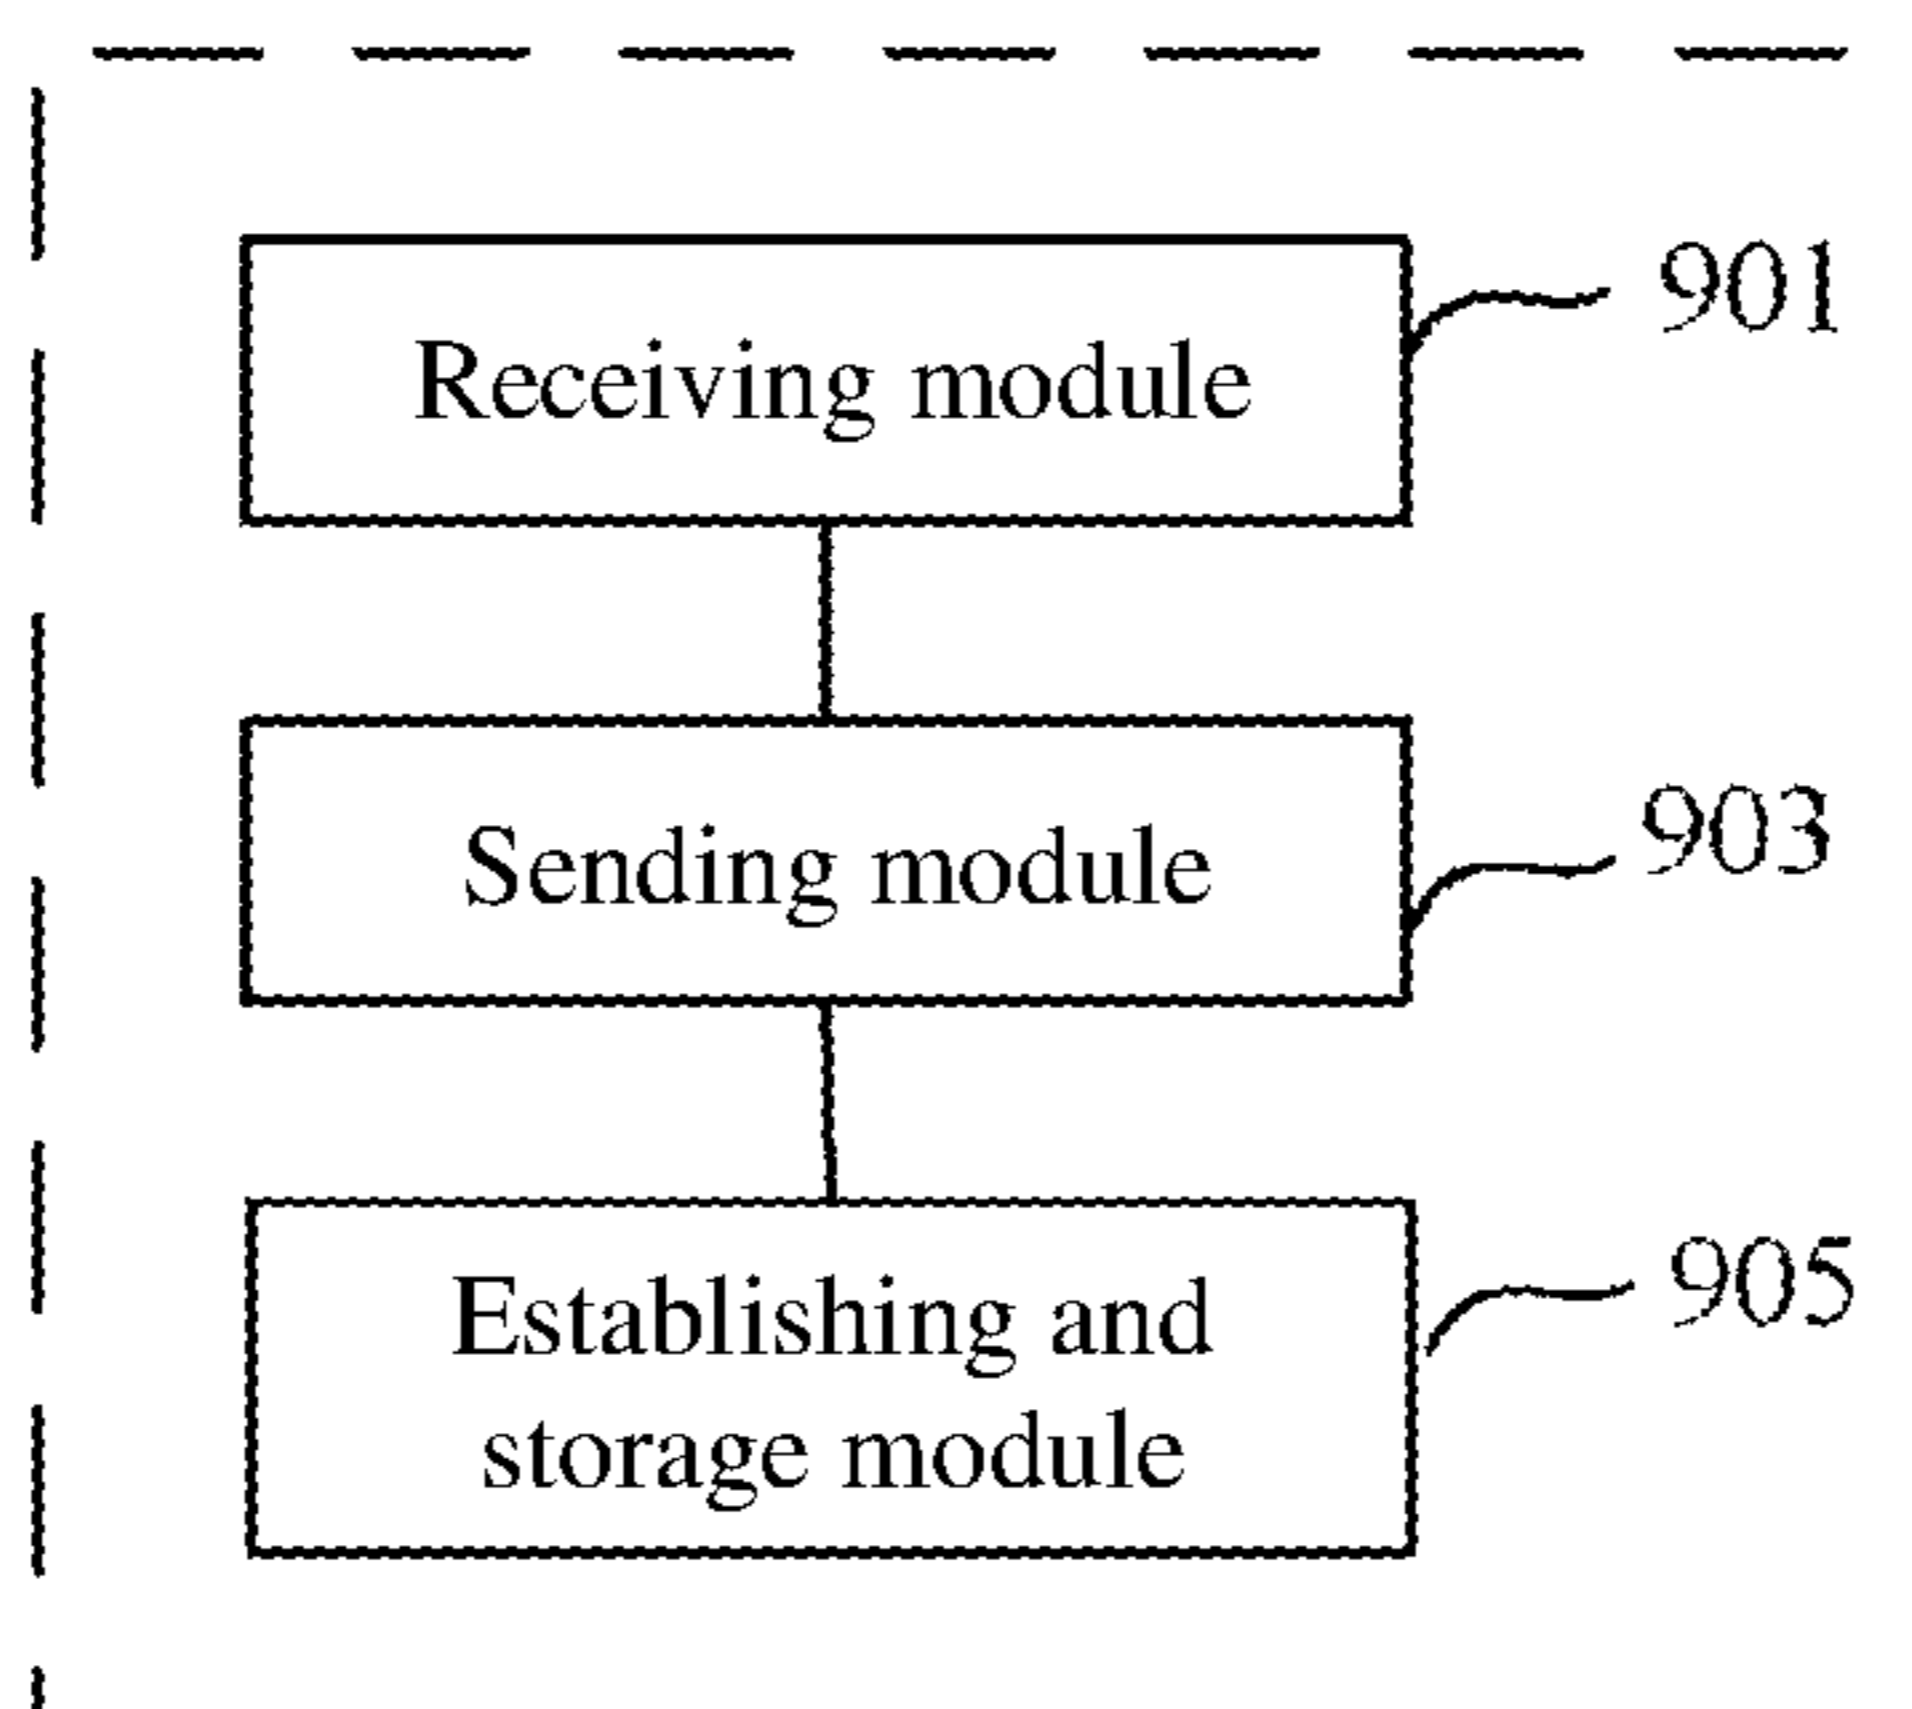 901
Receiving module
903
Sending module
905
Establishing and
storage module